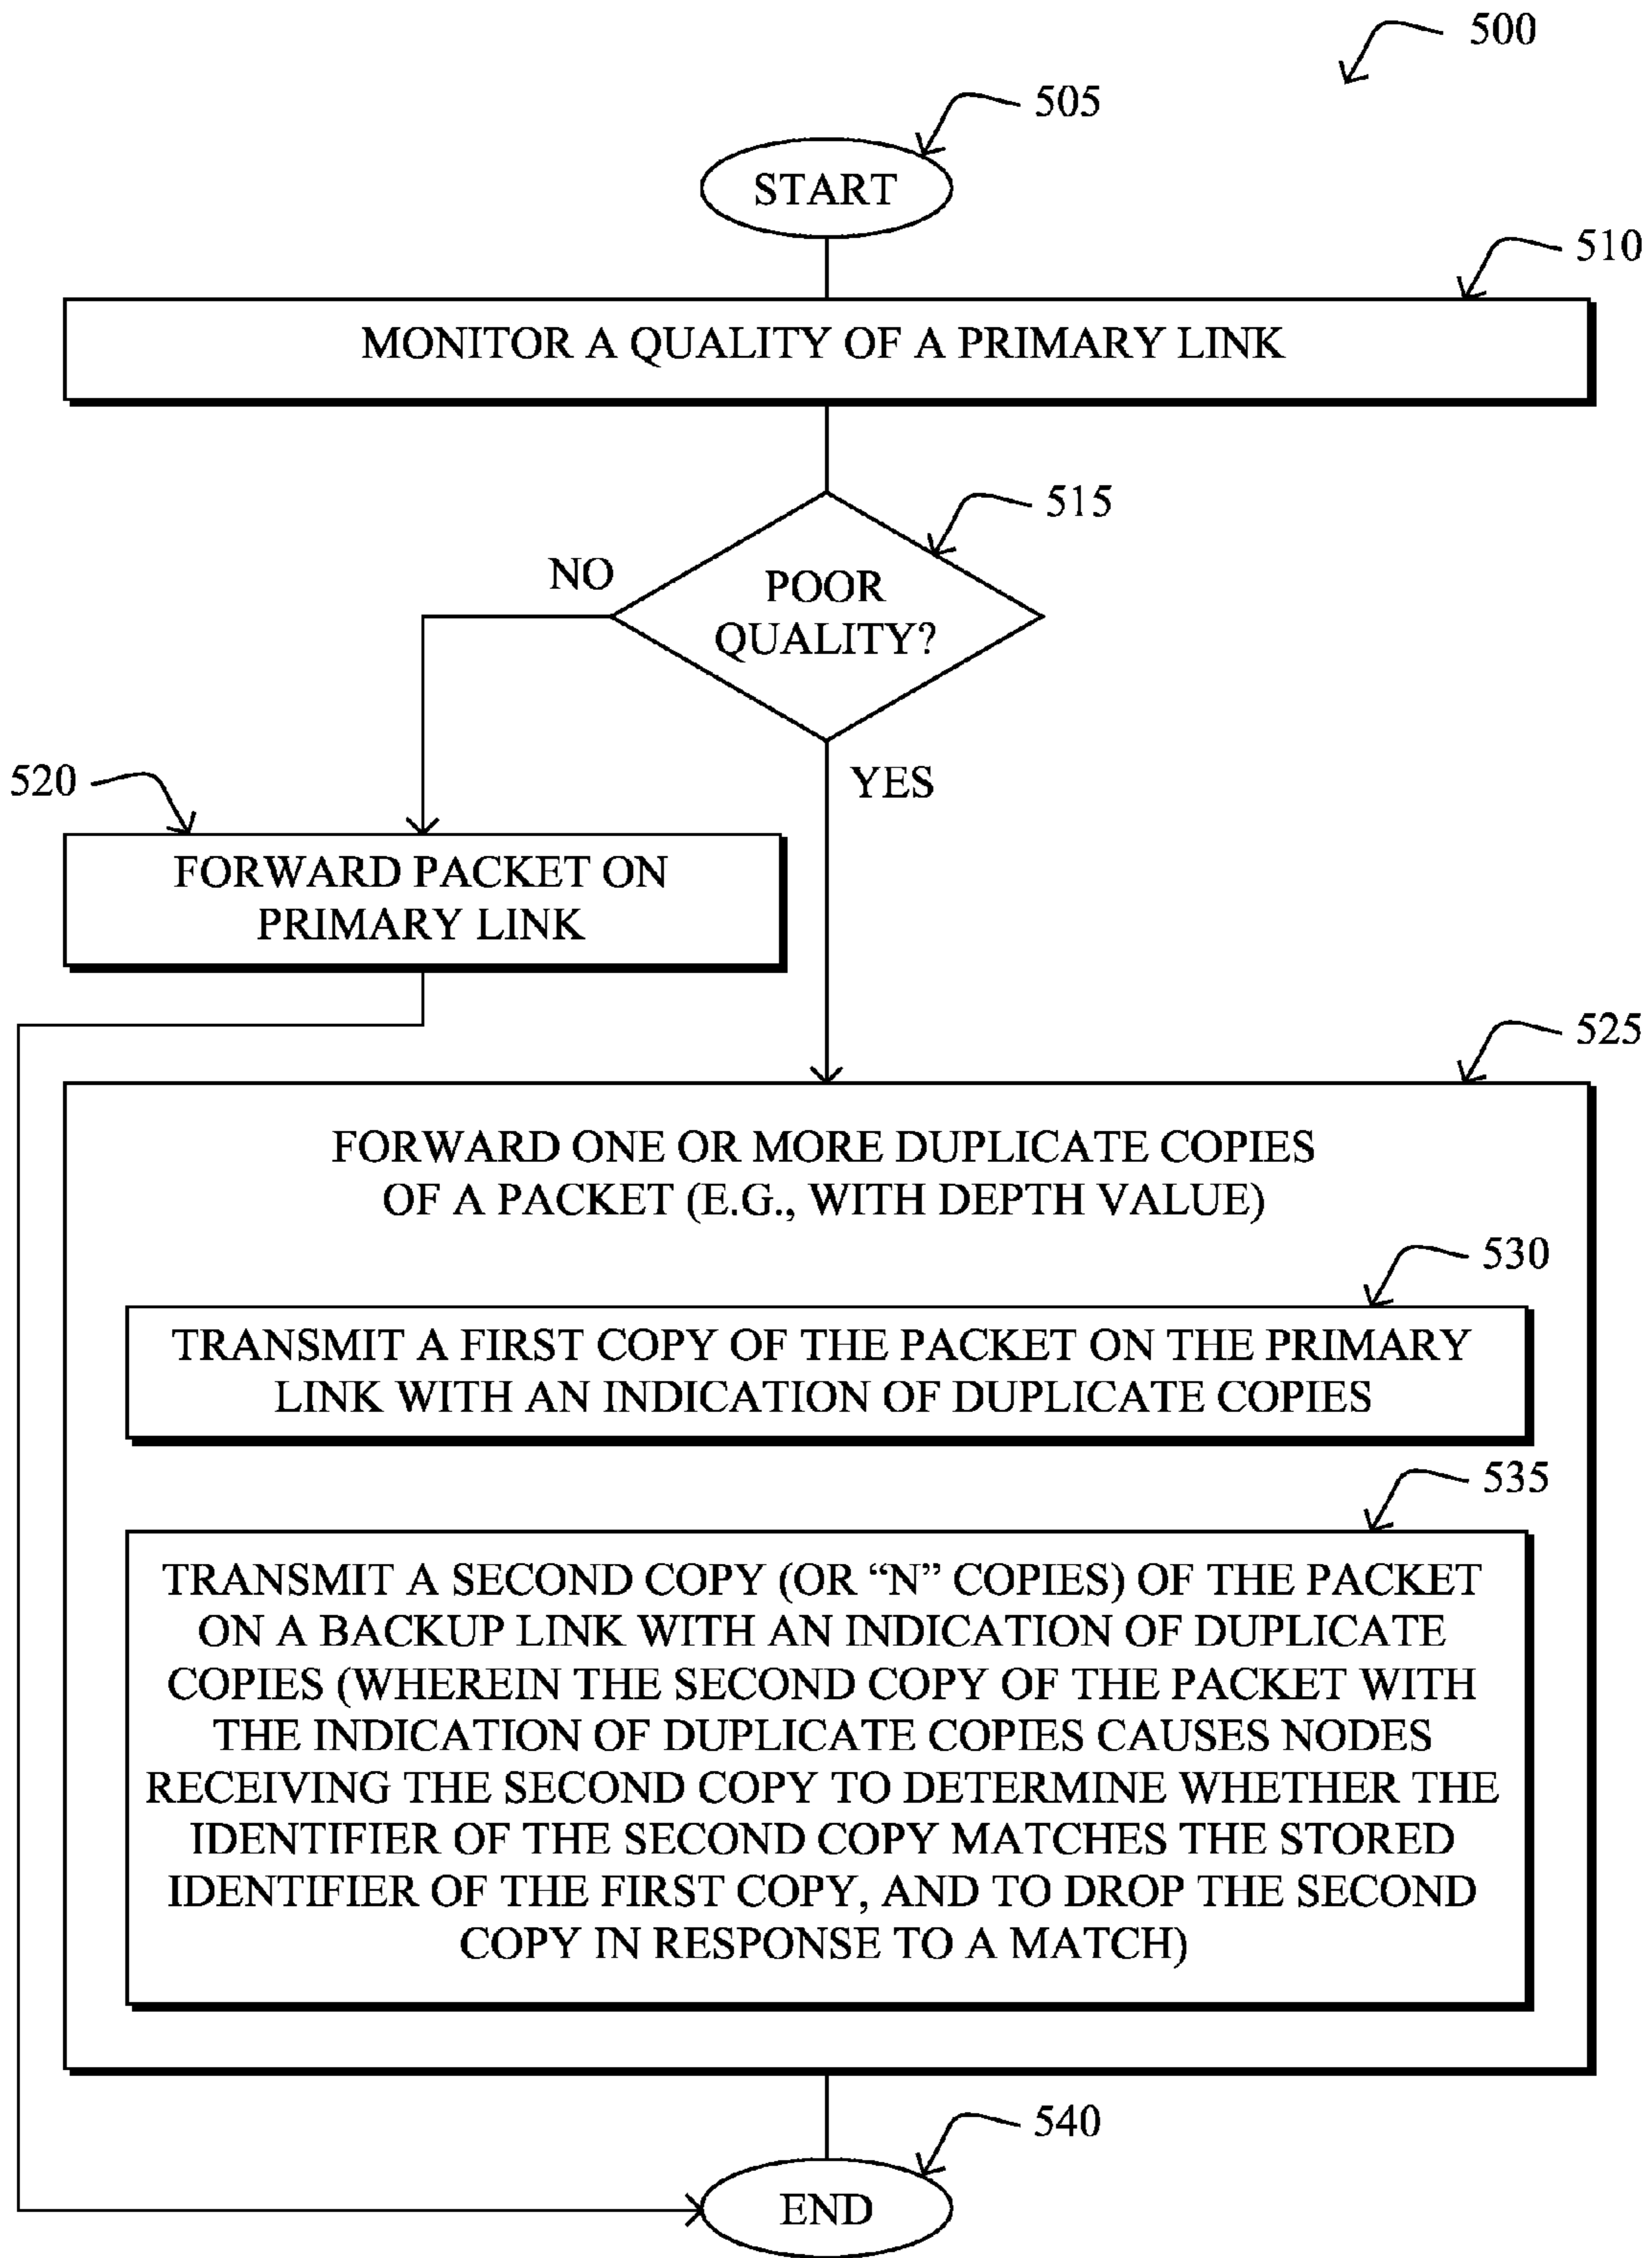 500
505
START
510
MONITOR A QUALITY OF A PRIMARY LINK
515
NO
POOR
QUALITY?
YES
520
FORWARD PACKET ON
PRIMARY LINK
525
FORWARD ONE OR MORE DUPLICATE COPIES
OF A PACKET (E.G., WITH DEPTH VALUE)
530
TRANSMIT A FIRST COPY OF THE PACKET ON THE PRIMARY
LINK WITH AN INDICATION OF DUPLICATE COPIES
535
TRANSMIT A SECOND COPY (OR “N” COPIES) OF THE PACKET
ON A BACKUP LINK WITH AN INDICATION OF DUPLICATE
COPIES (WHEREIN THE SECOND COPY OF THE PACKET WITH
THE INDICATION OF DUPLICATE COPIES CAUSES NODES
RECEIVING THE SECOND COPY TO DETERMINE WHETHER THE
IDENTIFIER OF THE SECOND COPY MATCHES THE STORED
IDENTIFIER OF THE FIRST COPY, AND TO DROP THE SECOND
COPY IN RESPONSE TO A MATCH)
540
END